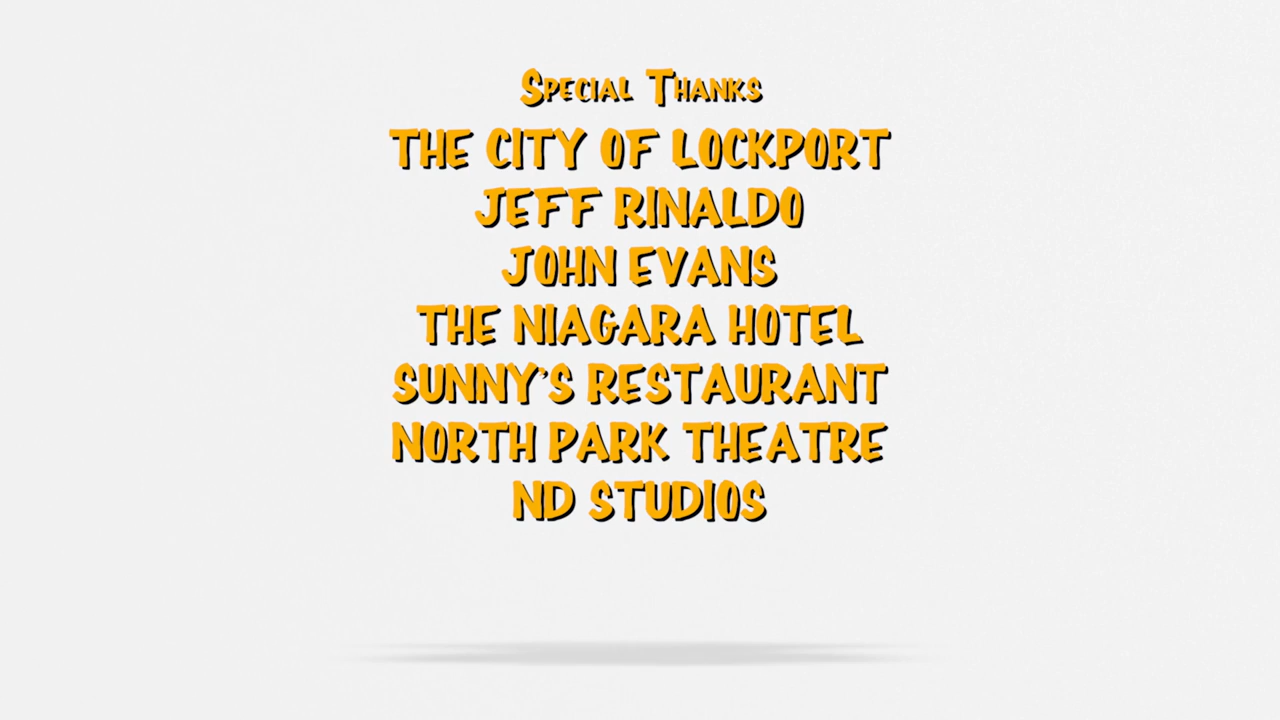 Special Thanks
THE CITY OF LOCKPORT
JEFF RINALDO
JOHN EVANS
THE NIAGARA HOTEL
SUNNY'S RESTAURANT
NORTH PARK THEATRE
ND STUDIOS